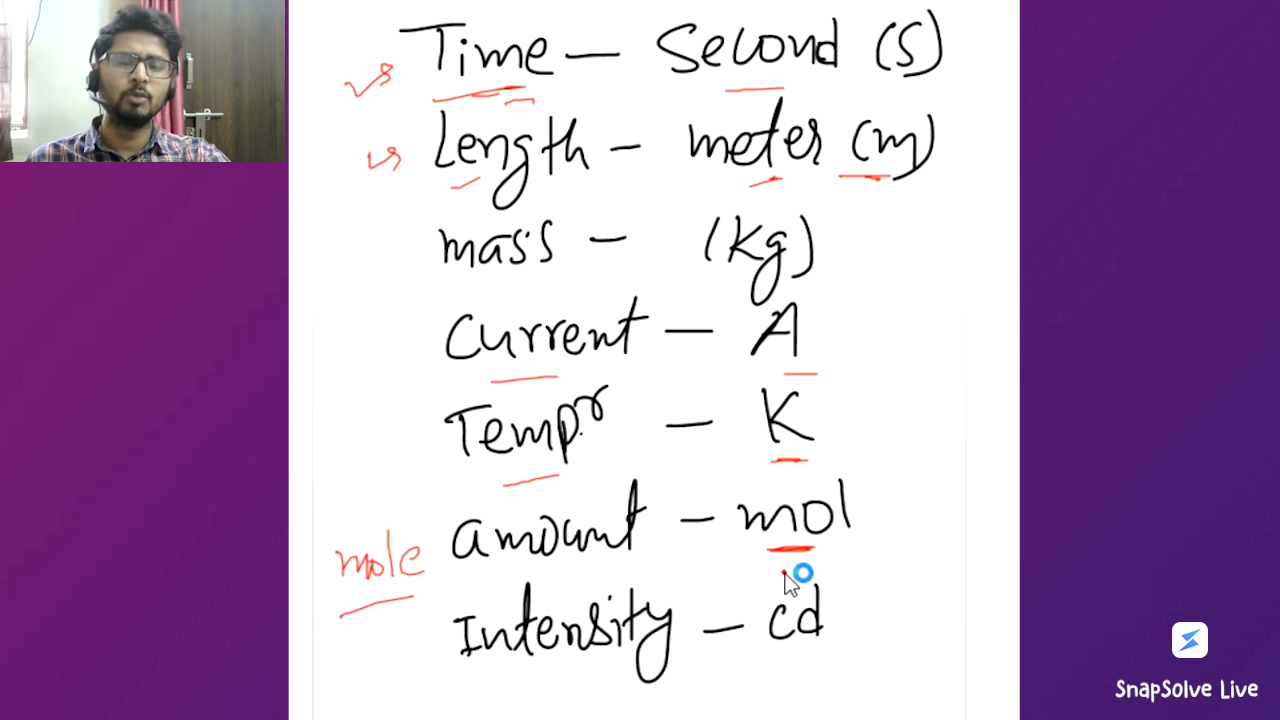 Time – Second (S)
Length – meter (m)
mass – (kg)
Current – A
Tempr – K
amount – mol
mole
Intensity – cd
SnapSolve Live